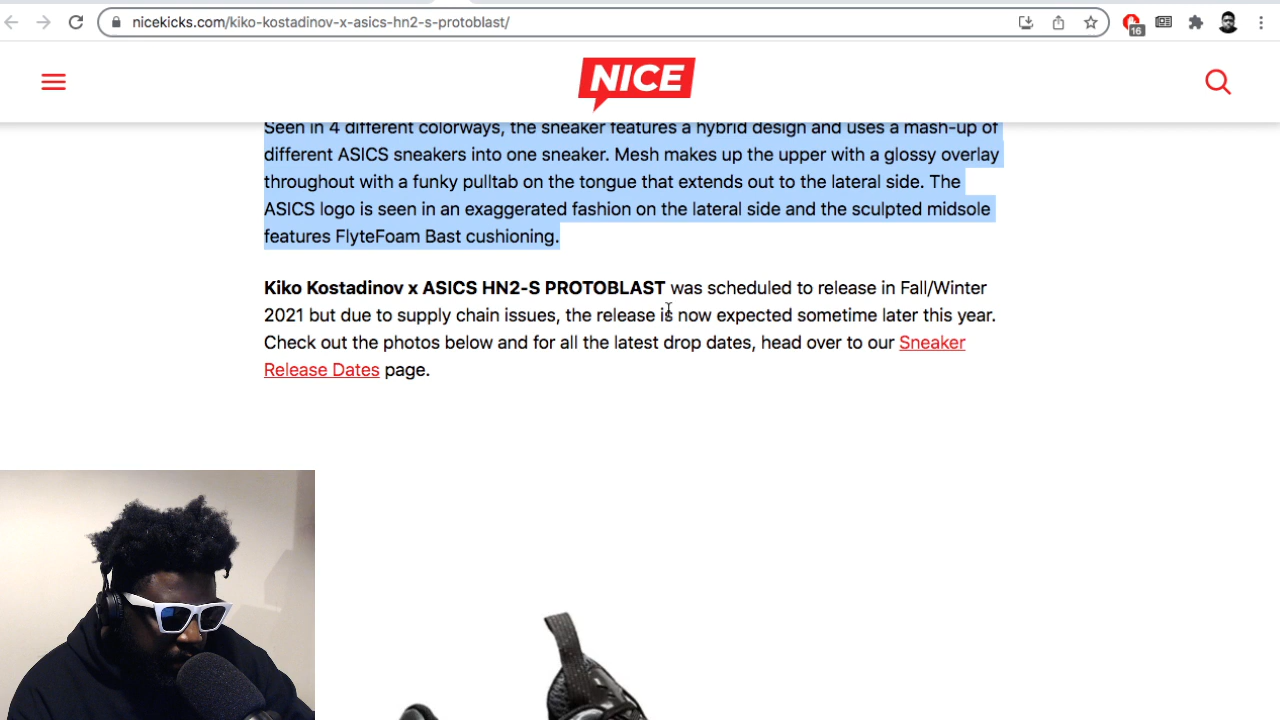 nicekicks.com/kiko-kostadinov-x-asics-hn2-s-protoblast/
16
NICE
Seen in 4 different colorways, the sneaker features a hybrid design and uses a mash-up of
different ASICS sneakers into one sneaker. Mesh makes up the upper with a glossy overlay
throughout with a funky pulltab on the tongue that extends out to the lateral side. The
ASICS logo is seen in an exaggerated fashion on the lateral side and the sculpted midsole
features FlyteFoam Bast cushioning.
Kiko Kostadinov x ASICS HN2-S PROTOBLAST was scheduled to release in Fall/Winter
2021 but due to supply chain issues, the release is now expected sometime later this year.
Check out the photos below and for all the latest drop dates, head over to our Sneaker
Release Dates page.